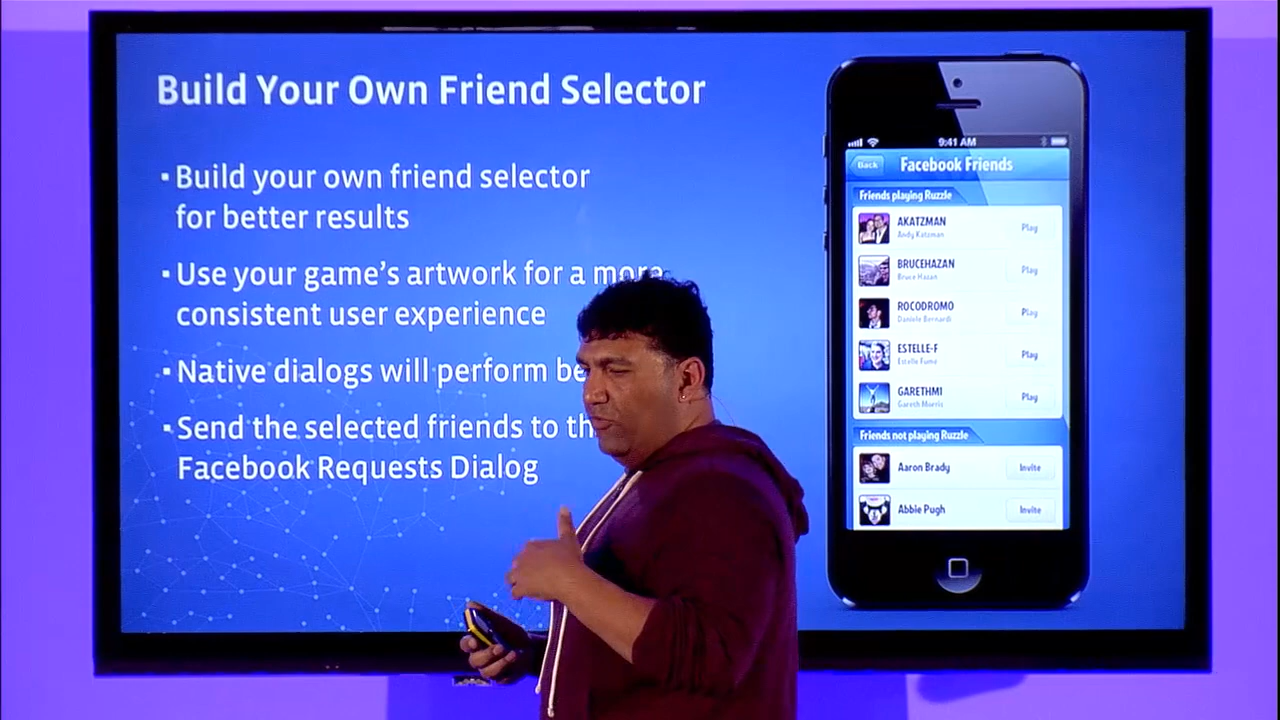 Build Your Own Friend Selector
Build your own friend selector
for better results
Use your game's artwork for a more
consistent user experience
Native dialogs will perform
Send the selected friends to
Facebook Requests Dialog
9:41 AM
Back
Facebook Friends
Friends playing Ruzzle
AKATZMAN
Andy Katzman
Play
BRUCEHAZAN
Bruce Hazan
Play
ROCODROMO
Daniele Bernardi
Play
ESTELLE-F
Estelle Fume
Play
GARETHMI
Gareth Morris
Play
Friends not playing Ruzzle
Aaron Brady
Invite
Abbie Pugh
Invite